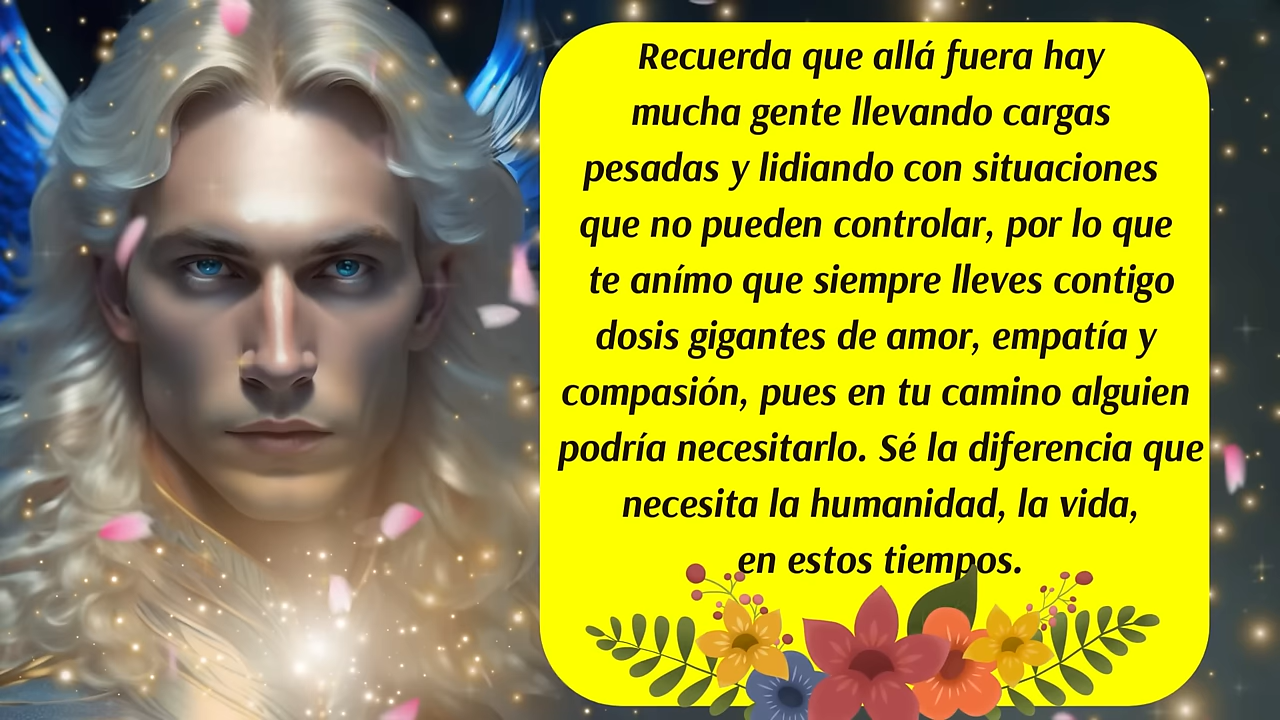 Recuerda que allá fuera hay
mucha gente llevando cargas
pesadas y lidiando con situaciones
que no pueden controlar, por lo que
te anímo que siempre lleves contigo
dosis gigantes de amor, empatía y
compasión, pues en tu camino alguien
podría necesitarlo. Sé la diferencia que
necesita la humanidad, la vida,
en estos tiempos.